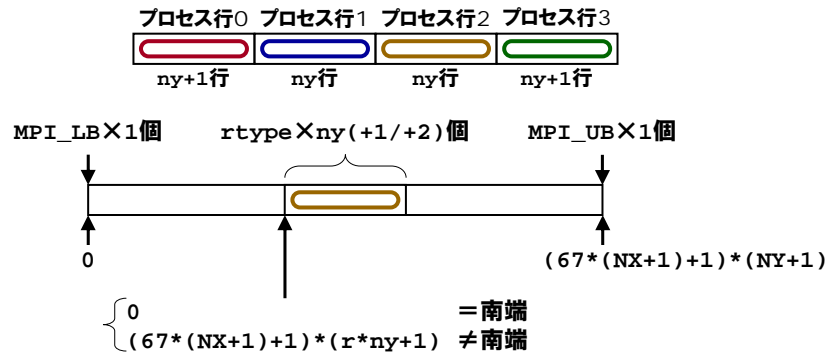 プロセス行0 プロセス行1 プロセス行2 プロセス行3
ny+1行 ny行 ny行 ny+1行
MPI_LB×1個 rtype×ny(+1/+2)個 MPI_UB×1個
0 (67*(NX+1)+1)*(NY+1)
0 =南端
(67*(NX+1)+1)*(r*ny+1) ≠南端